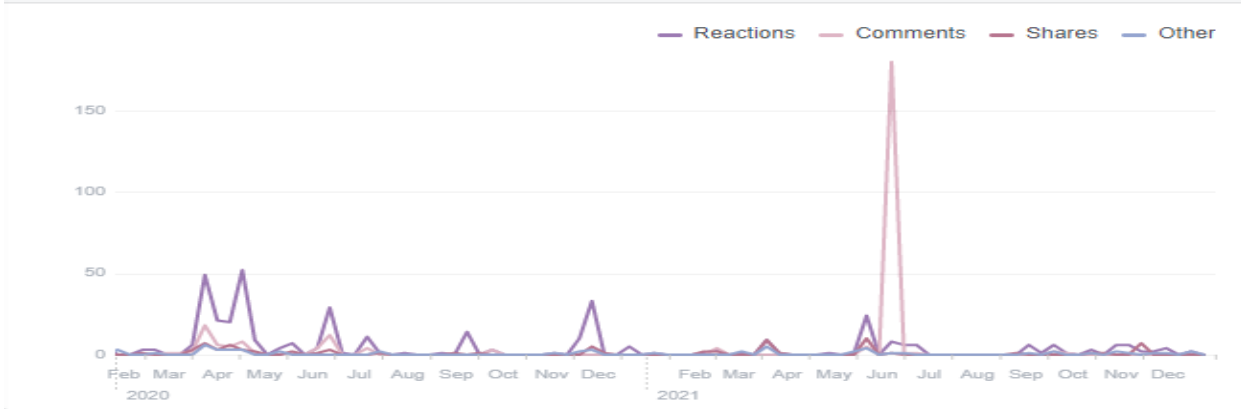 Reactions Comments Shares Other
150
100
50
0
Feb Mar Apr May Jun Jul Aug Sep Oct Nov Dec Feb Mar Apr May Jun Jul Aug Sep Oct Nov Dec
2020 2021